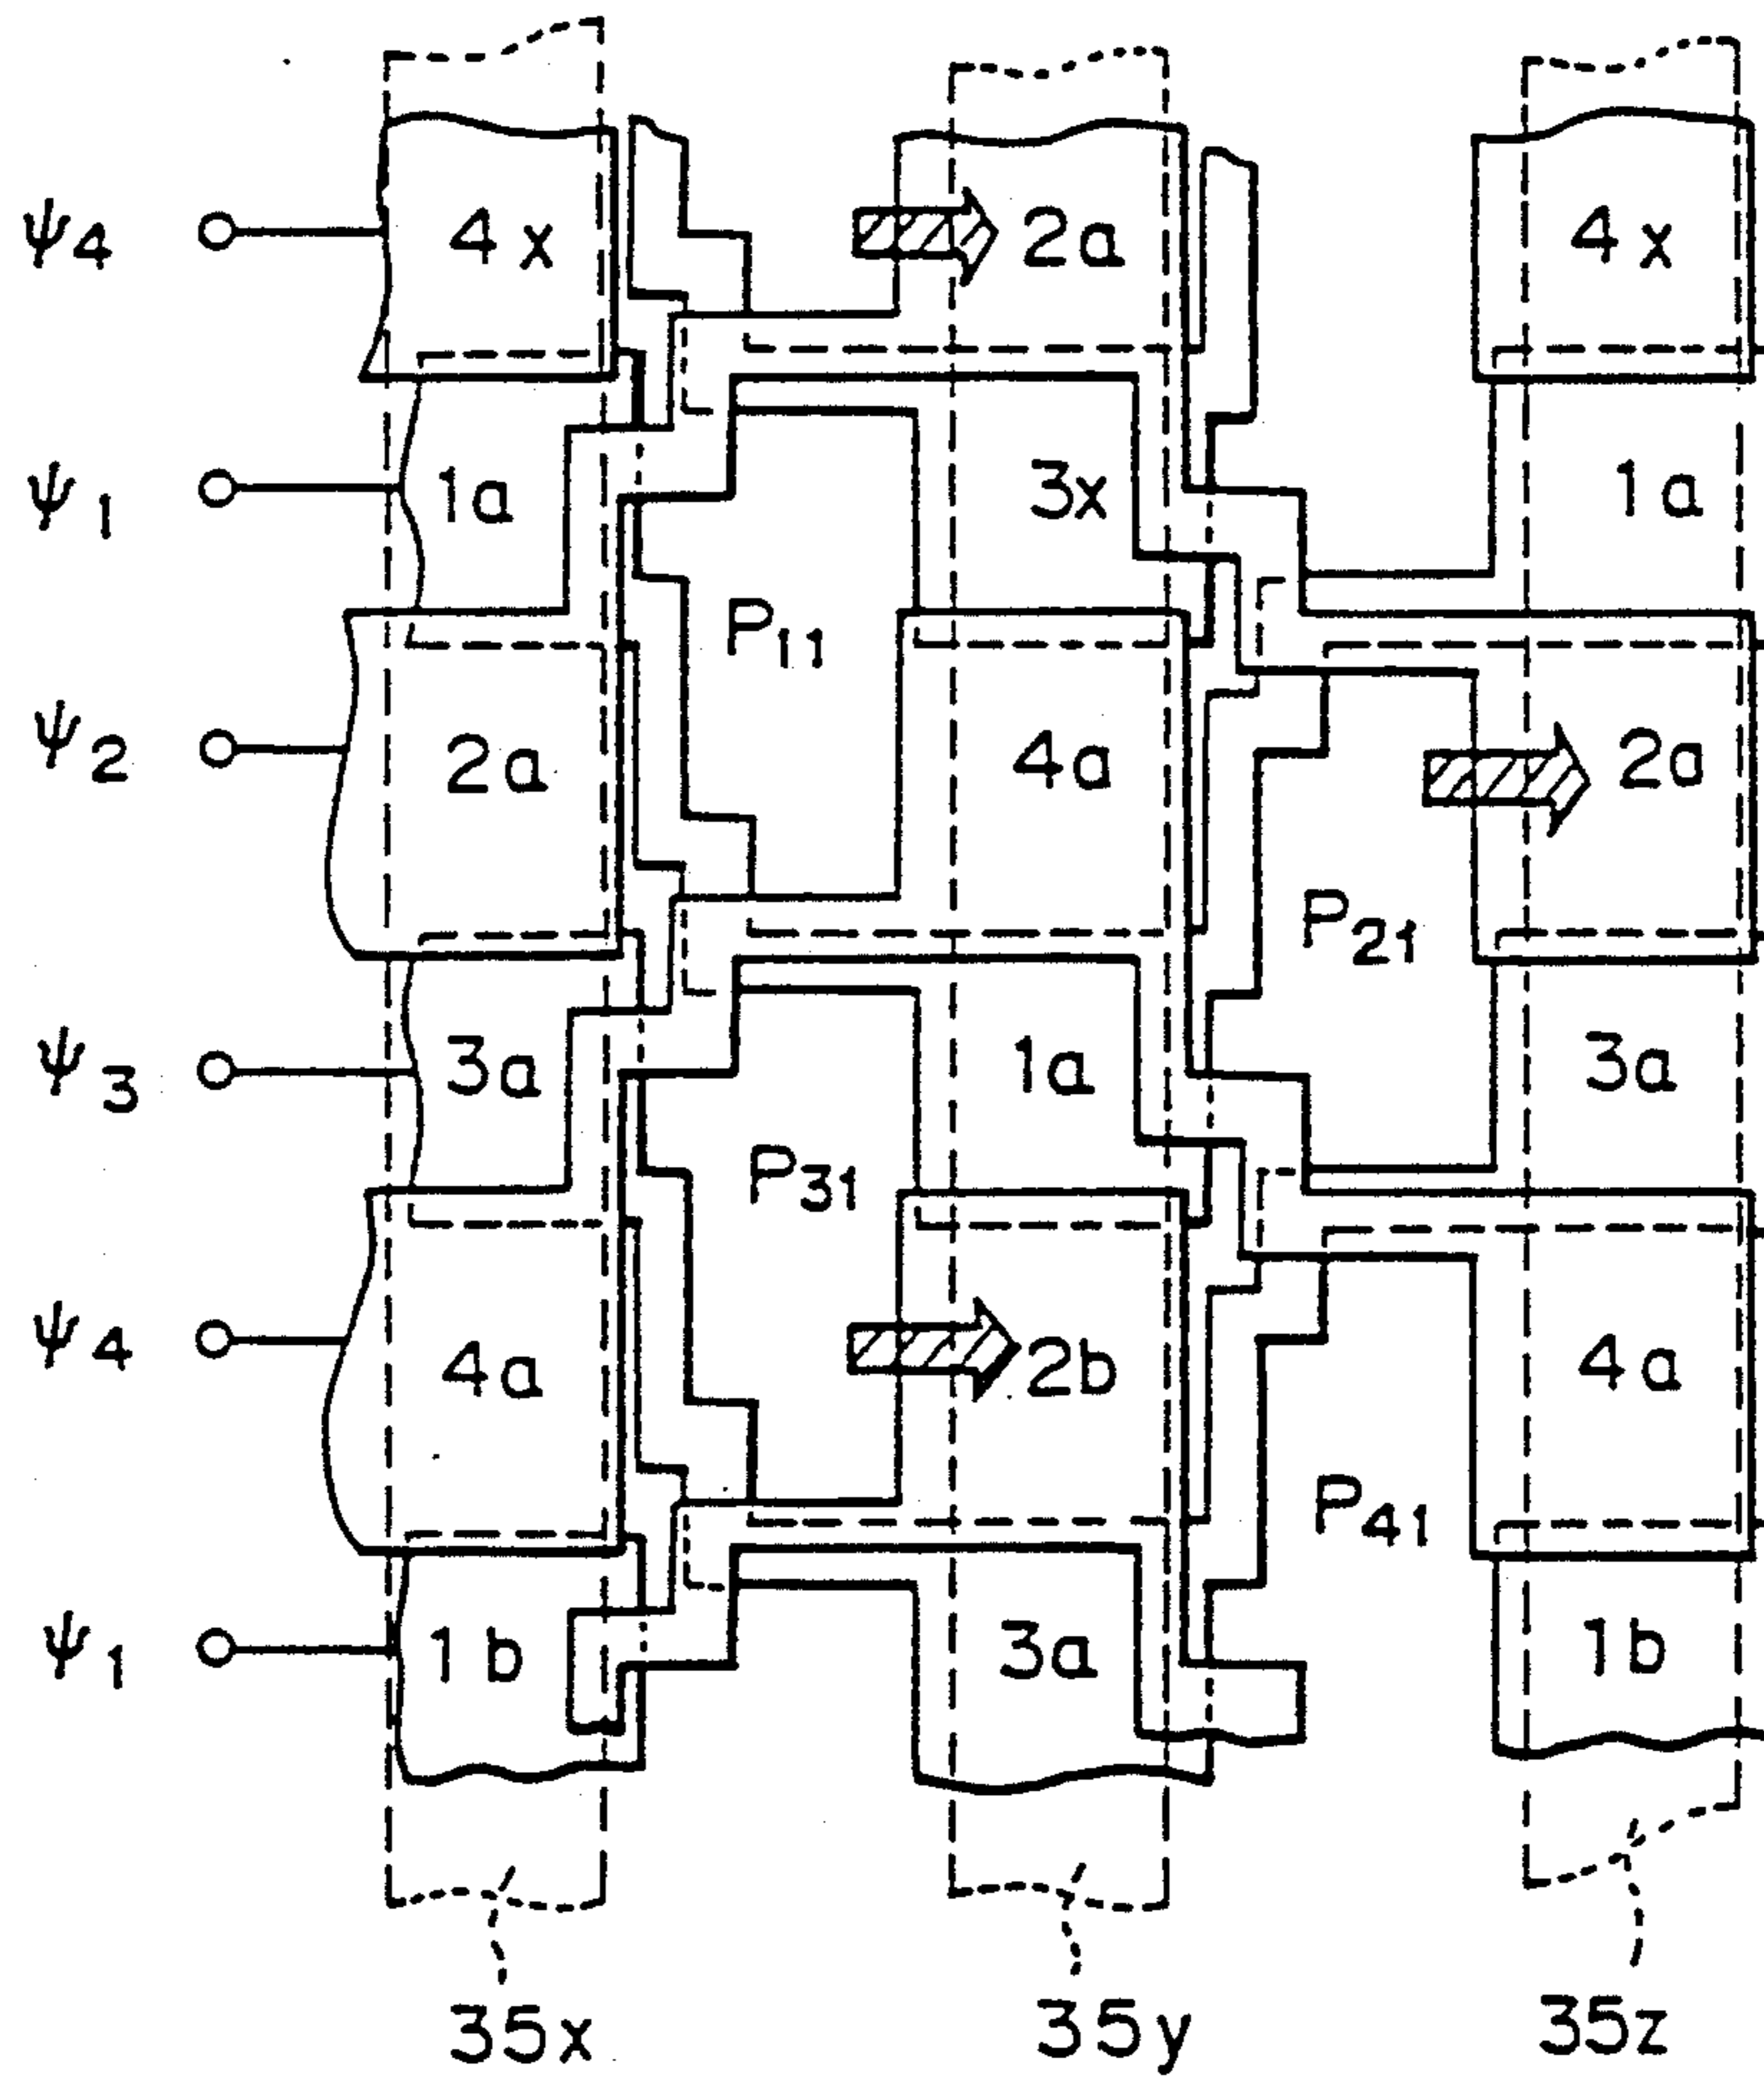 ψ4 4x 2a 4x
ψ1 1a 3x 1a
P11
ψ2 2a 4a 2a
P21
ψ3 3a 1a 3a
P31
ψ4 4a 2b 4a
P41
ψ1 1b 3a 1b
35x 35y 35z